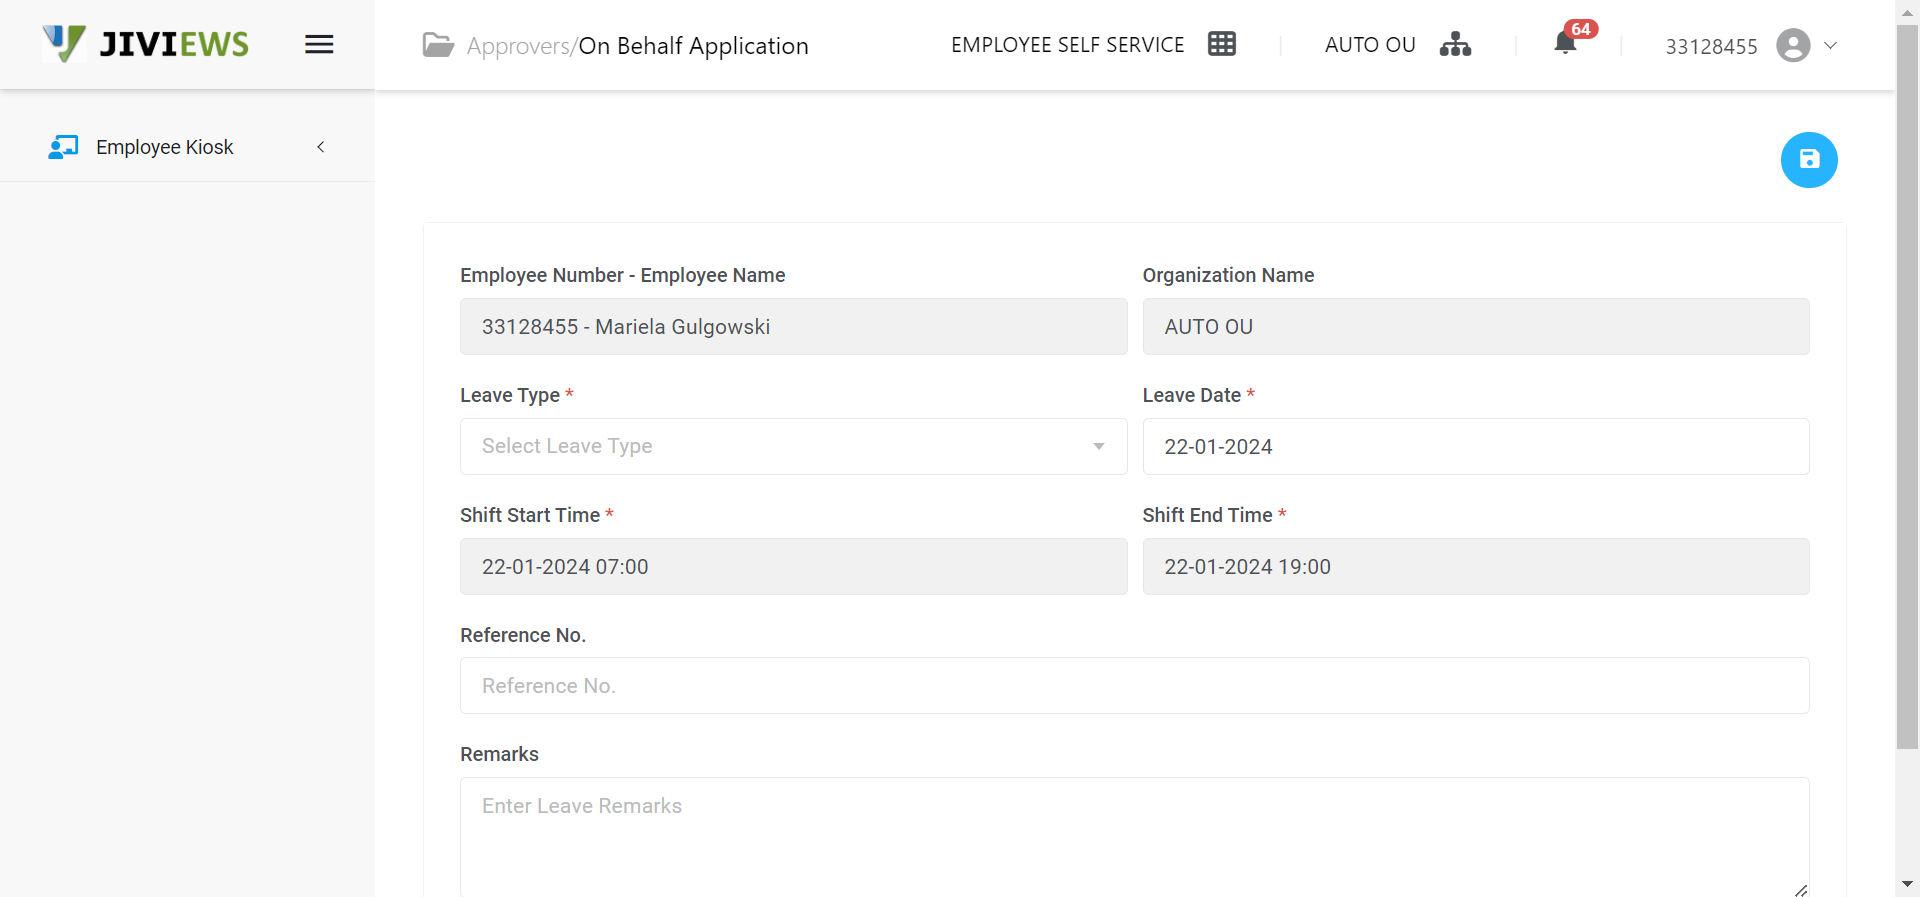 JIVIEWS
Approvers/On Behalf Application
EMPLOYEE SELF SERVICE
AUTO OU
64
33128455
Employee Kiosk
Employee Number - Employee Name
33128455 - Mariela Gulgowski
Organization Name
AUTO OU
Leave Type *
Select Leave Type
Leave Date *
22-01-2024
Shift Start Time *
22-01-2024 07:00
Shift End Time *
22-01-2024 19:00
Reference No.
Reference No.
Remarks
Enter Leave Remarks